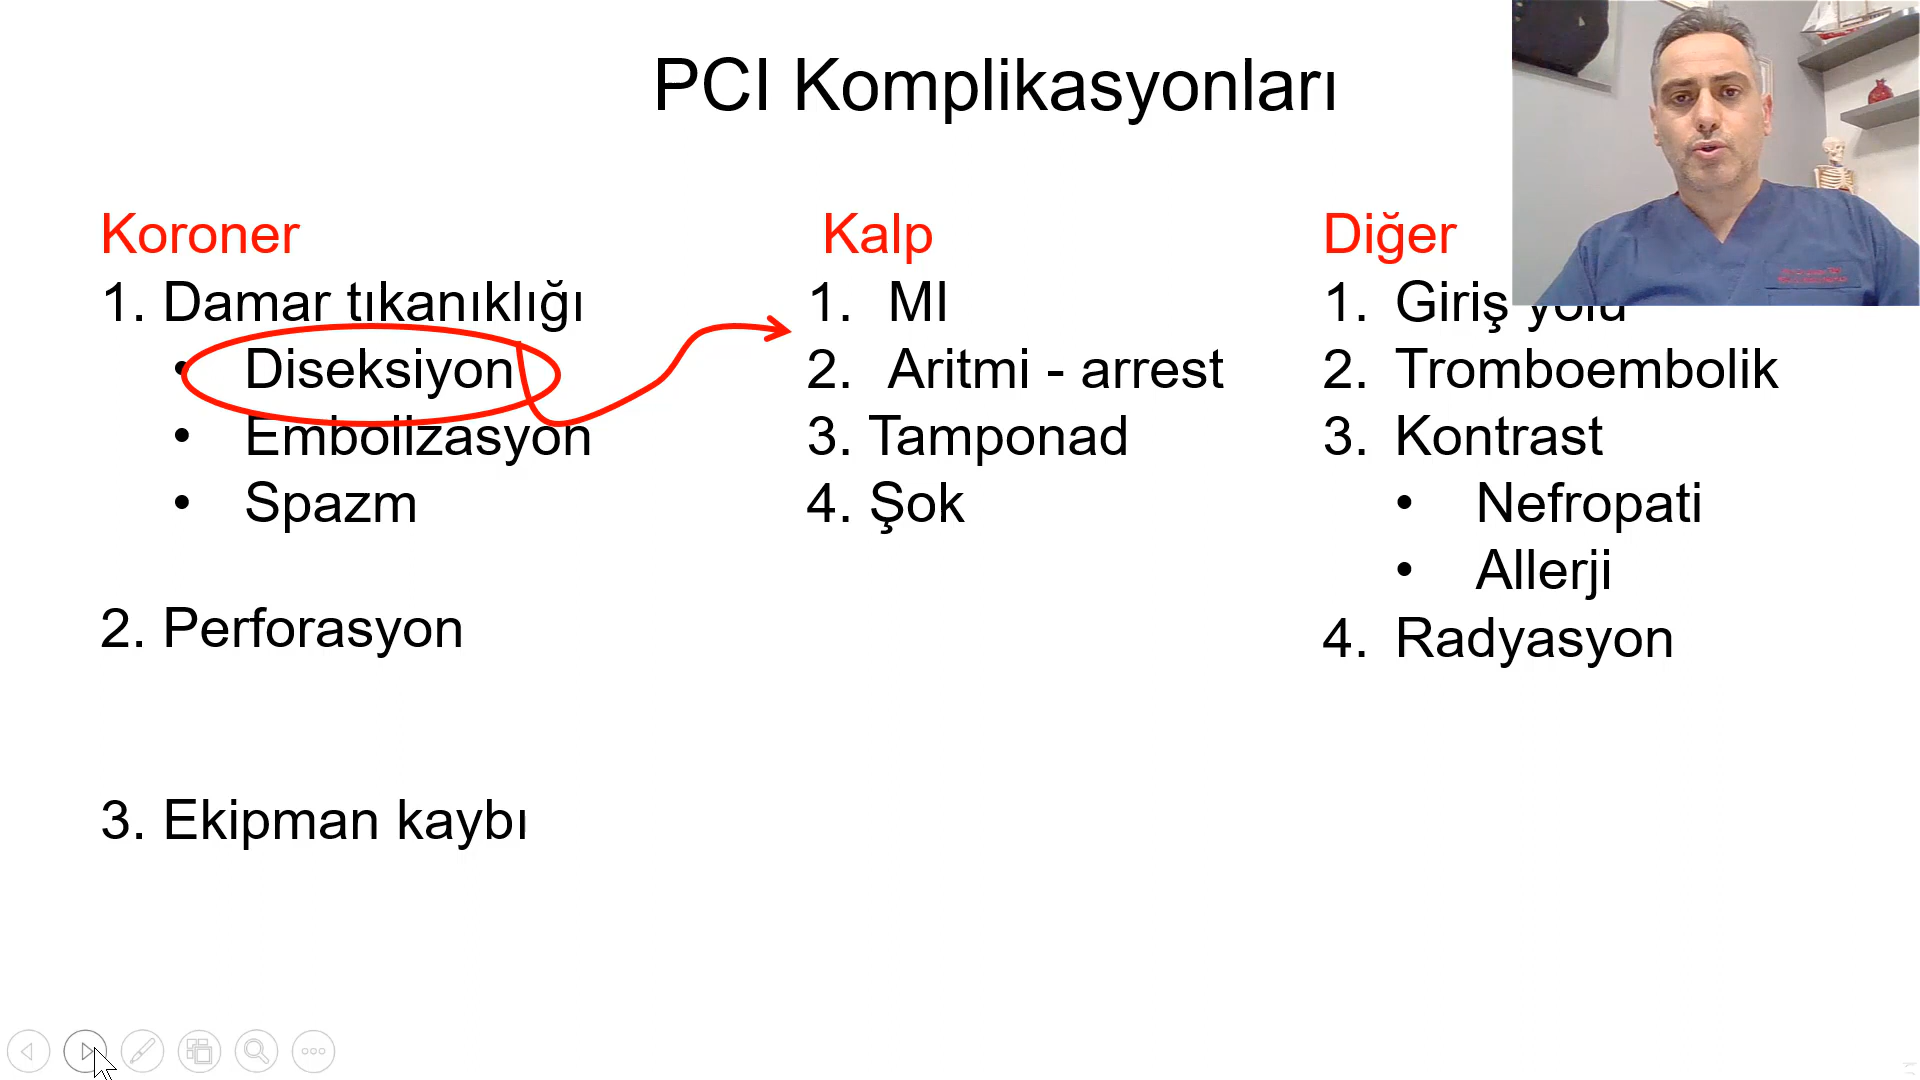 PCI Komplikasyonları
Koroner
1. Damar tıkanıklığı
• Diseksiyon
• Embolizasyon
• Spazm
2. Perforasyon
3. Ekipman kaybı
Kalp
1. MI
2. Aritmi - arrest
3. Tamponad
4. Şok
Diğer
1. Giriş yolu
2. Tromboembolik
3. Kontrast
• Nefropati
• Allerji
4. Radyasyon